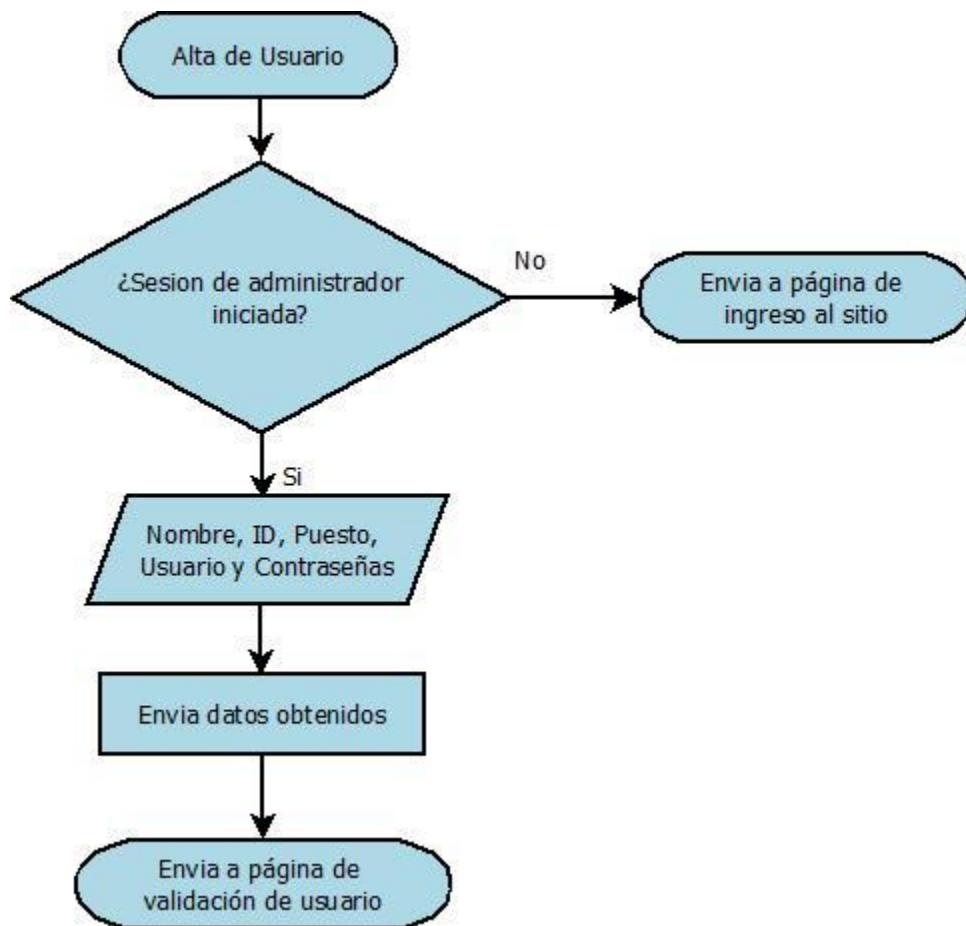 Alta de Usuario
¿Sesion de administrador
iniciada?
No
Envia a página de
ingreso al sitio
Si
Nombre, ID, Puesto,
Usuario y Contraseñas
Envia datos obtenidos
Envia a página de
validación de usuario